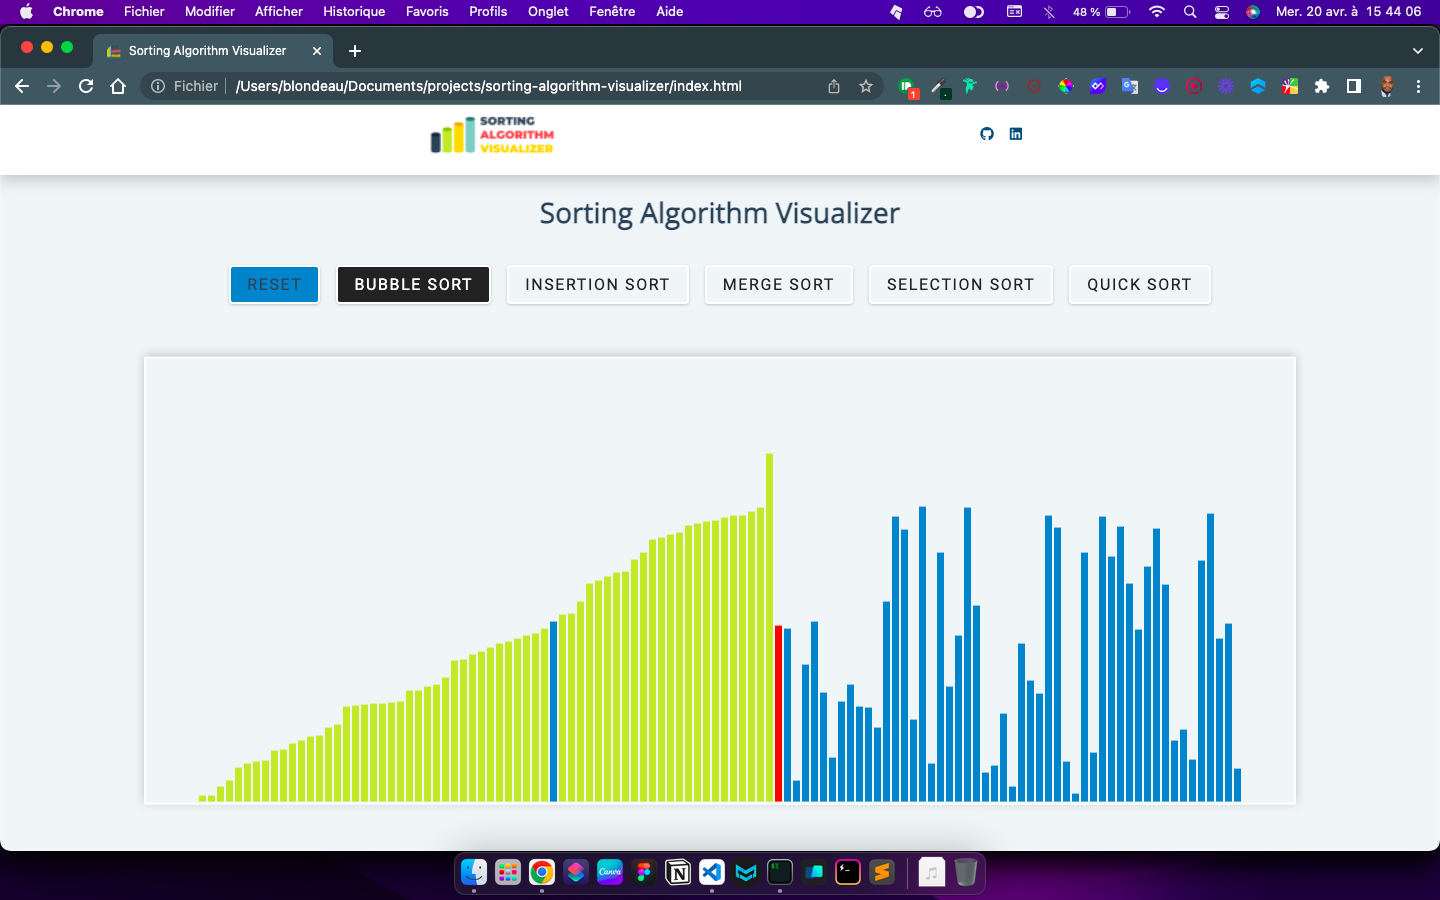 Chrome Fichier Modifier Afficher Historique Favoris Profils Onglet Fenêtre Aide 48 % Mer. 20 avr. à 15 44 06
Sorting Algorithm Visualizer
Fichier /Users/blondeau/Documents/projects/sorting-algorithm-visualizer/index.html 1
SORTING
ALGORITHM
VISUALIZER
Sorting Algorithm Visualizer
RESET BUBBLE SORT INSERTION SORT MERGE SORT SELECTION SORT QUICK SORT
Canva